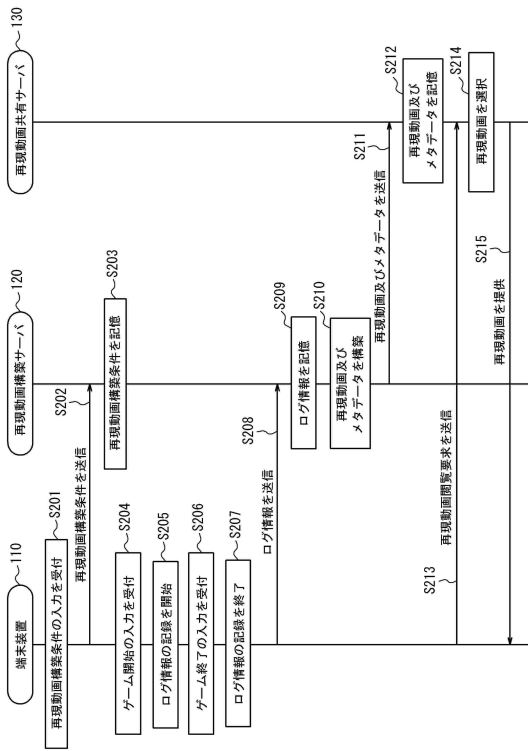 端末装置
110
再現動画構築サーバ
120
再現動画共有サーバ
130
再現動画構築条件の入力を受付
S201
再現動画構築条件を送信
S202
再現動画構築条件を記憶
S203
ゲーム開始の入力を受付
S204
ログ情報の記録を開始
S205
ゲーム終了の入力を受付
S206
ログ情報の記録を終了
S207
ログ情報を送信
S208
ログ情報を記憶
S209
再現動画及び
メタデータを構築
S210
再現動画及びメタデータを送信
S211
再現動画及び
メタデータを記憶
S212
再現動画閲覧要求を送信
S213
再現動画を選択
S214
再現動画を提供
S215